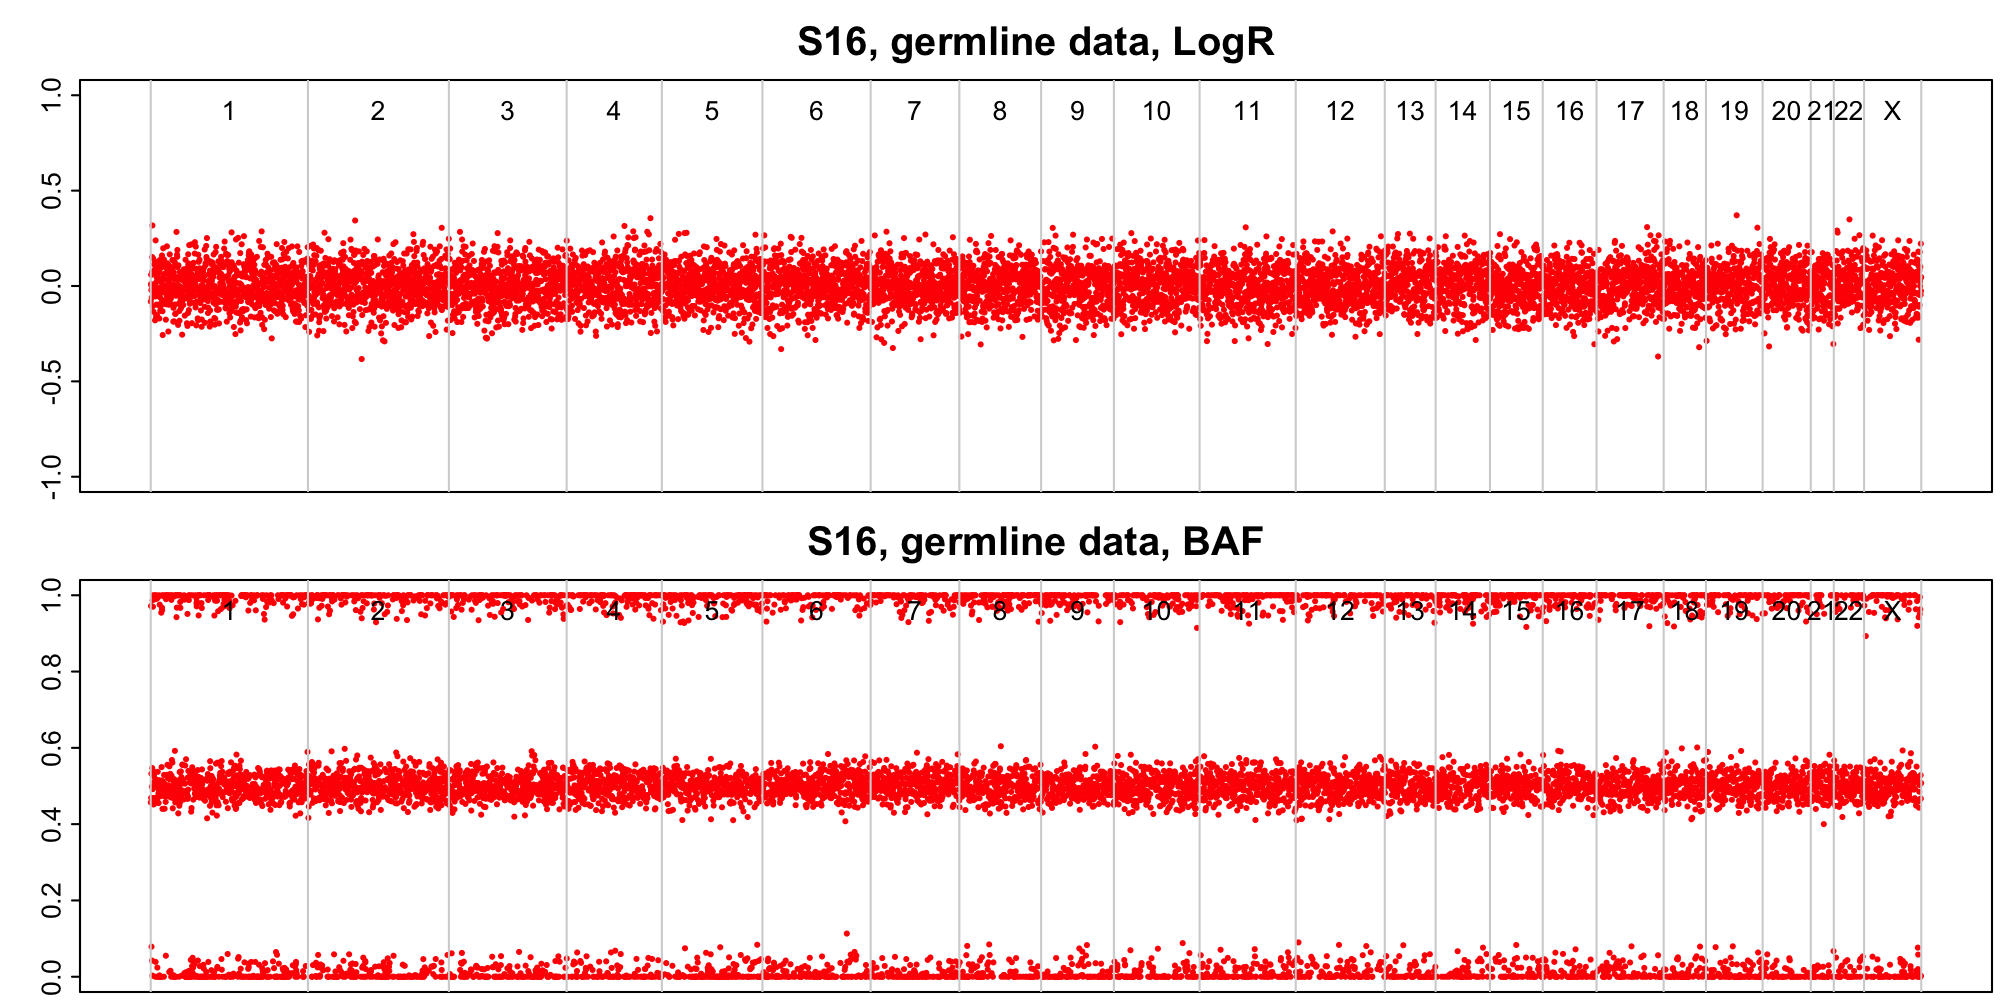 S16, germline data, LogR
1.0
0.5
0.0
-0.5
-1.0
1 2 3 4 5 6 7 8 9 10 11 12 13 14 15 16 17 18 19 20 21 22 X
S16, germline data, BAF
1.0
0.8
0.6
0.4
0.2
0.0
1 2 3 4 5 6 7 8 9 10 11 12 13 14 15 16 17 18 19 20 21 22 X